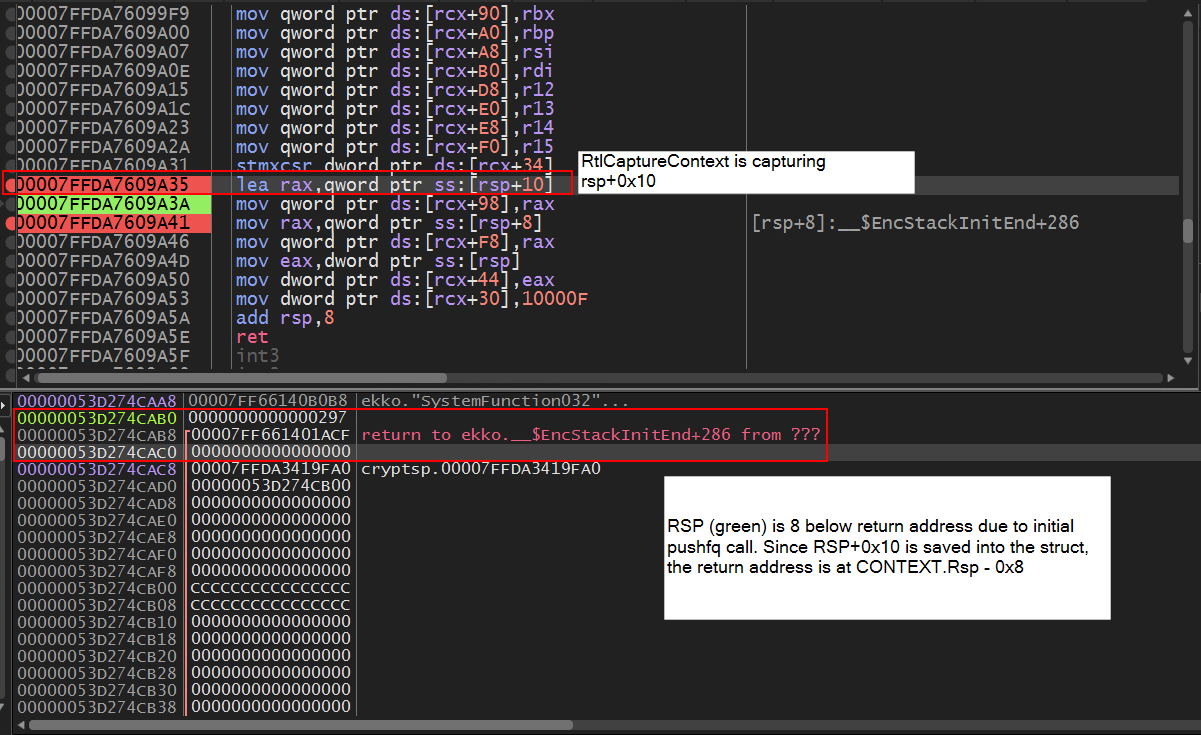 00007FFDA76099F9 mov qword ptr ds:[rcx+90],rbx
00007FFDA7609A00 mov qword ptr ds:[rcx+A0],rbp
00007FFDA7609A07 mov qword ptr ds:[rcx+A8],rsi
00007FFDA7609A0E mov qword ptr ds:[rcx+B0],rdi
00007FFDA7609A15 mov qword ptr ds:[rcx+D8],r12
00007FFDA7609A1C mov qword ptr ds:[rcx+E0],r13
00007FFDA7609A23 mov qword ptr ds:[rcx+E8],r14
00007FFDA7609A2A mov qword ptr ds:[rcx+F0],r15
00007FFDA7609A31 stmxcsr dword ptr ds:[rcx+34]
RtlCaptureContext is capturing
rsp+0x10
00007FFDA7609A35 lea rax,qword ptr ss:[rsp+10]
00007FFDA7609A3A mov qword ptr ds:[rcx+98],rax
00007FFDA7609A41 mov rax,qword ptr ss:[rsp+8] [rsp+8]:__$EncStackInitEnd+286
00007FFDA7609A46 mov qword ptr ds:[rcx+F8],rax
00007FFDA7609A4D mov eax,dword ptr ss:[rsp]
00007FFDA7609A50 mov dword ptr ds:[rcx+44],eax
00007FFDA7609A53 mov dword ptr ds:[rcx+30],10000F
00007FFDA7609A5A add rsp,8
00007FFDA7609A5E ret
00007FFDA7609A5F int3
00000053D274CAA8 00007FF66140B0B8 ekko."SystemFunction032"...
00000053D274CAB0 0000000000000297
00000053D274CAB8 00007FF661401ACF return to ekko.__$EncStackInitEnd+286 from ???
00000053D274CAC0 0000000000000000
00000053D274CAC8 00007FFDA3419FA0 cryptsp.00007FFDA3419FA0
00000053D274CAD0 00000053D274CB00
00000053D274CAD8 0000000000000000
00000053D274CAE0 0000000000000000
00000053D274CAE8 0000000000000000
00000053D274CAF0 0000000000000000
00000053D274CAF8 0000000000000000
00000053D274CB00 CCCCCCCCCCCCCCCC
00000053D274CB08 CCCCCCCCCCCCCCCC
00000053D274CB10 0000000000000000
00000053D274CB18 0000000000000000
00000053D274CB20 0000000000000000
00000053D274CB28 0000000000000000
00000053D274CB30 0000000000000000
00000053D274CB38 0000000000000000
RSP (green) is 8 below return address due to initial
pushfq call. Since RSP+0x10 is saved into the struct,
the return address is at CONTEXT.Rsp - 0x8